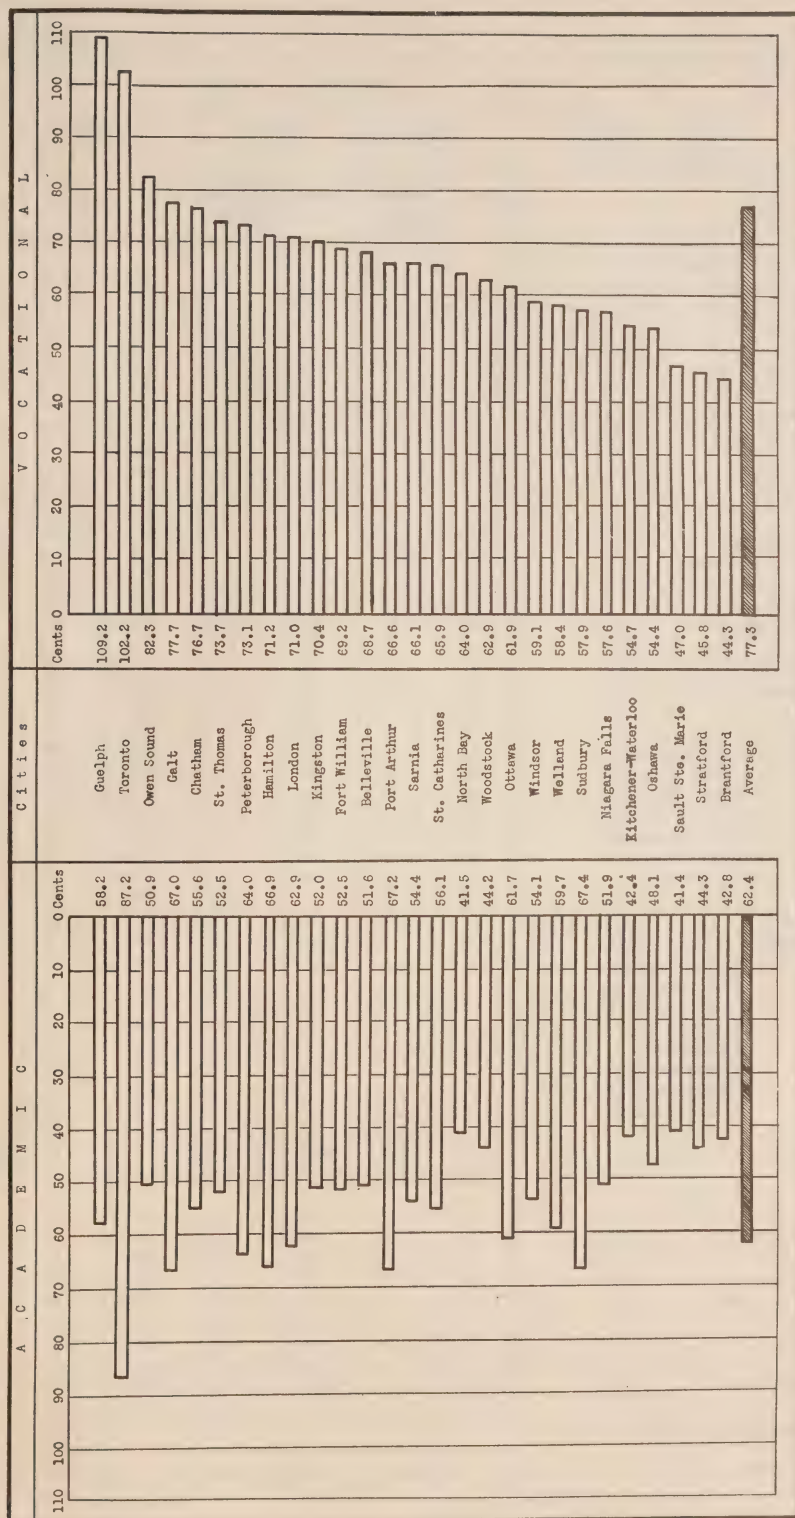 A C A D E M I C Cities V O C A T I O N A L
110 100 90 80 70 60 50 40 30 20 10 0 Cents Cents 0 10 20 30 40 50 60 70 80 90 100 110
58.2 Guelph 109.2
87.2 Toronto 102.2
50.9 Owen Sound 82.3
67.0 Galt 77.7
55.6 Chatham 76.7
52.5 St. Thomas 73.7
64.0 Peterborough 73.1
66.9 Hamilton 71.2
62.9 London 71.0
52.0 Kingston 70.4
52.5 Fort William 69.2
51.6 Belleville 68.7
67.2 Port Arthur 66.6
54.4 Sarnia 66.1
56.1 St. Catharines 65.9
41.5 North Bay 64.0
44.2 Woodstock 62.9
61.7 Ottawa 61.9
54.1 Windsor 59.1
59.7 Welland 58.4
67.4 Sudbury 57.9
51.9 Niagara Falls 57.6
42.4 Kitchener-Waterloo 54.7
48.1 Oshawa 54.4
41.4 Sault Ste. Marie 47.0
44.3 Stratford 45.8
42.8 Brantford 44.3
62.4 Average 77.3